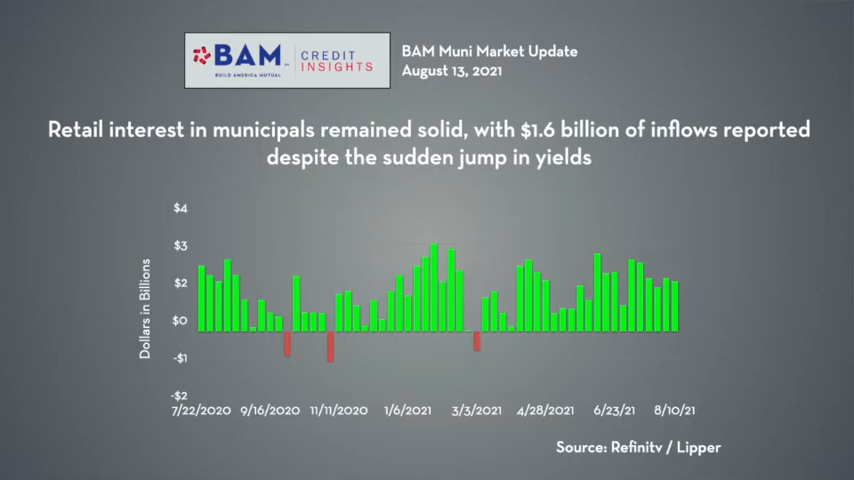 BAM
BUILD AMERICA MUTUAL
CREDIT
INSIGHTS
BAM Muni Market Update
August 13, 2021
Retail interest in municipals remained solid, with $1.6 billion of inflows reported
despite the sudden jump in yields
Dollars in Billions
$4
$3
$2
$0
-$1
-$2
7/22/2020 9/16/2020 11/11/2020 1/6/2021 3/3/2021 4/28/2021 6/23/21 8/10/21
Source: Refinitv / Lipper